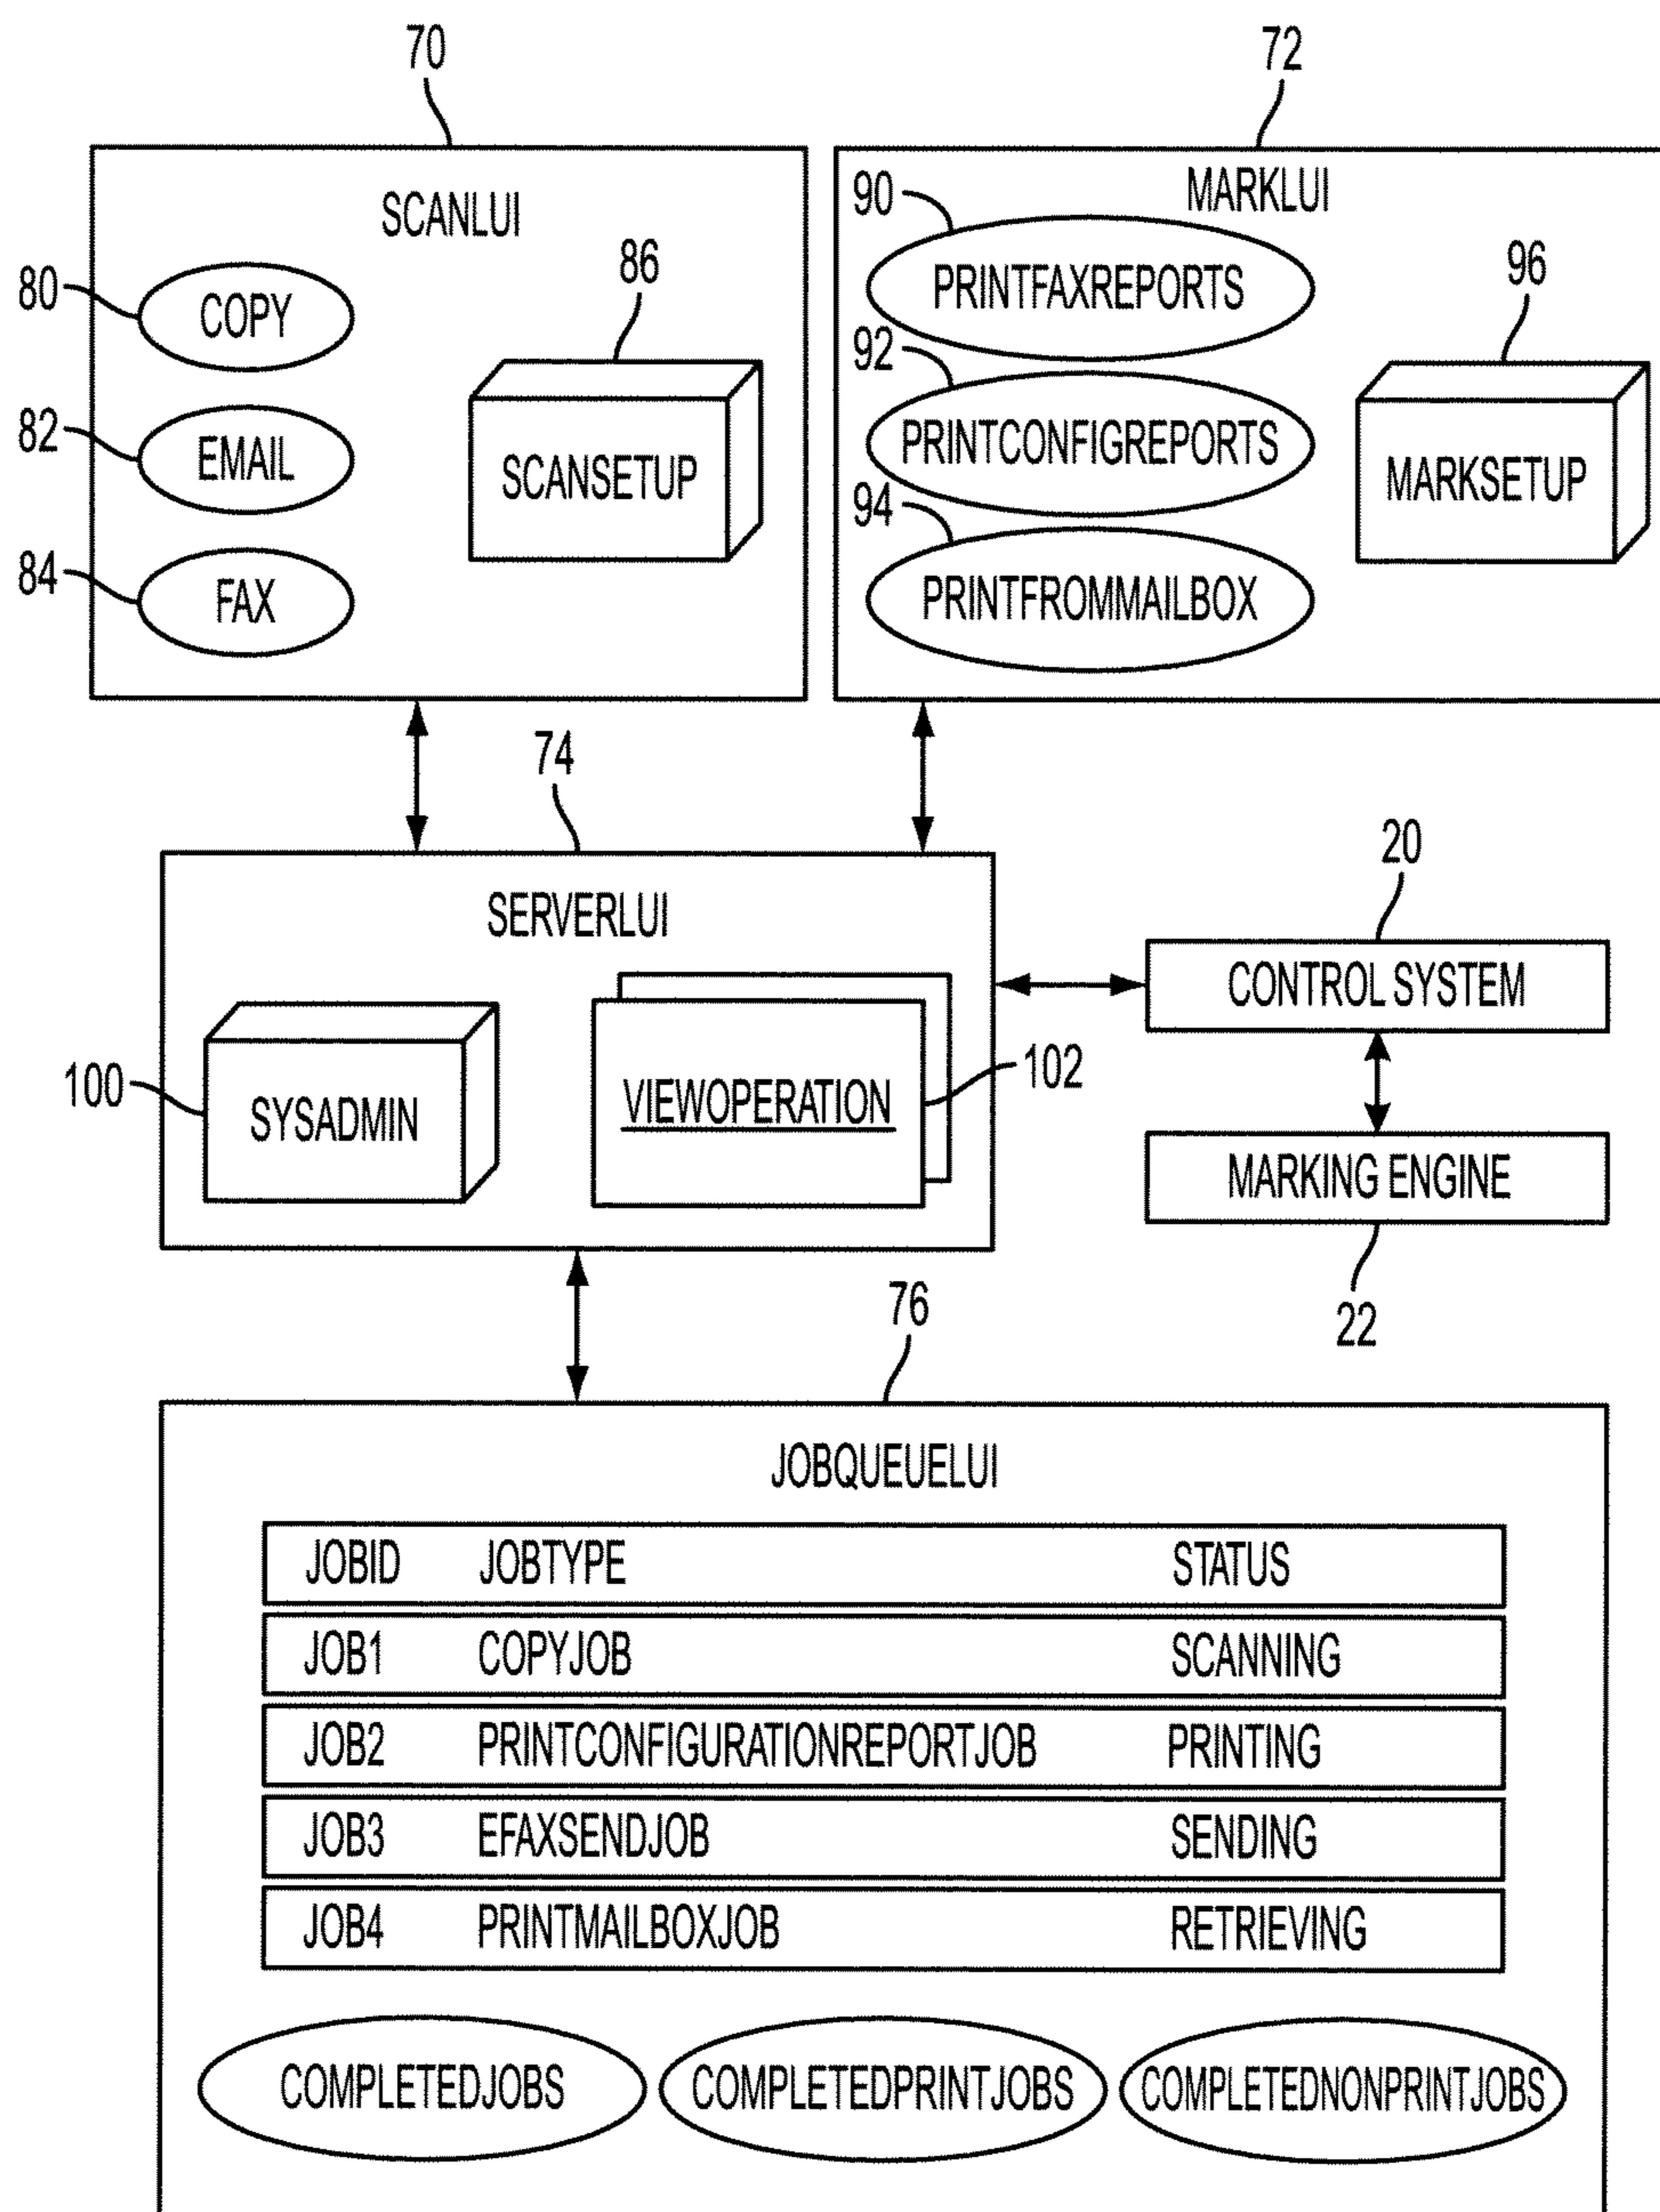 70
72
SCANLUI
80
COPY
82
EMAIL
84
FAX
86
SCANSETUP
MARKLUI
90
PRINTFAXREPORTS
92
PRINTCONFIGREPORTS
94
PRINTFROMMAILBOX
96
MARKSETUP
74
SERVERLUI
100
SYSADMIN
VIEWOPERATION
102
20
CONTROL SYSTEM
MARKING ENGINE
22
76
JOBQUEUELUI
JOBID JOBTYPE STATUS
JOB1 COPYJOB SCANNING
JOB2 PRINTCONFIGURATIONREPORTJOB PRINTING
JOB3 EFAXSENDJOB SENDING
JOB4 PRINTMAILBOXJOB RETRIEVING
COMPLETEDJOBS
COMPLETEDPRINTJOBS
COMPLETEDNONPRINTJOBS